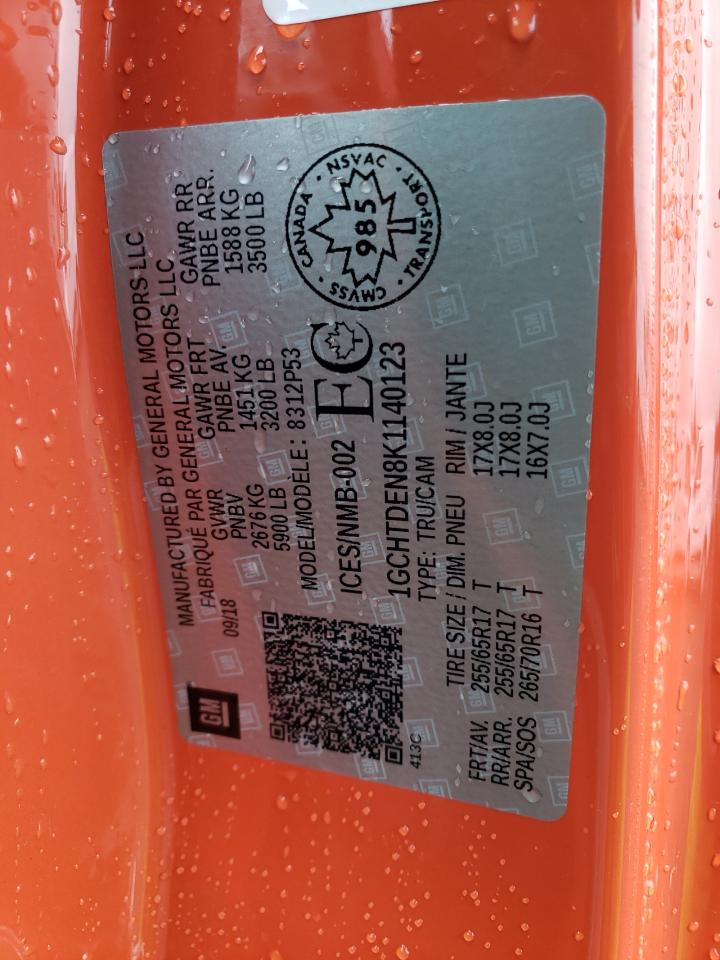 GM
MANUFACTURED BY GENERAL MOTORS LLC
FABRIQUÉ PAR GENERAL MOTORS LLC
09/18
GVWR GAWR FRT GAWR RR
PNBV PNBE AV. PNBE ARR.
2676 KG 1451 KG 1588 KG
5900 LB 3200 LB 3500 LB
MODEL/MODÈLE: 8312P53
ICES/NMB-002 EC
CANADA · NSVAC · TRANSPORT · CMVSS
985
1GCHTDEN8K1140123
TYPE: TRU/CAM
413C
TIRE SIZE / DIM. PNEU RIM / JANTE
FRT/AV. 255/65R17 T 17X8.0J
RR/ARR. 255/65R17 T 17X8.0J
SPA/SOS 265/70R16 T 16X7.0J